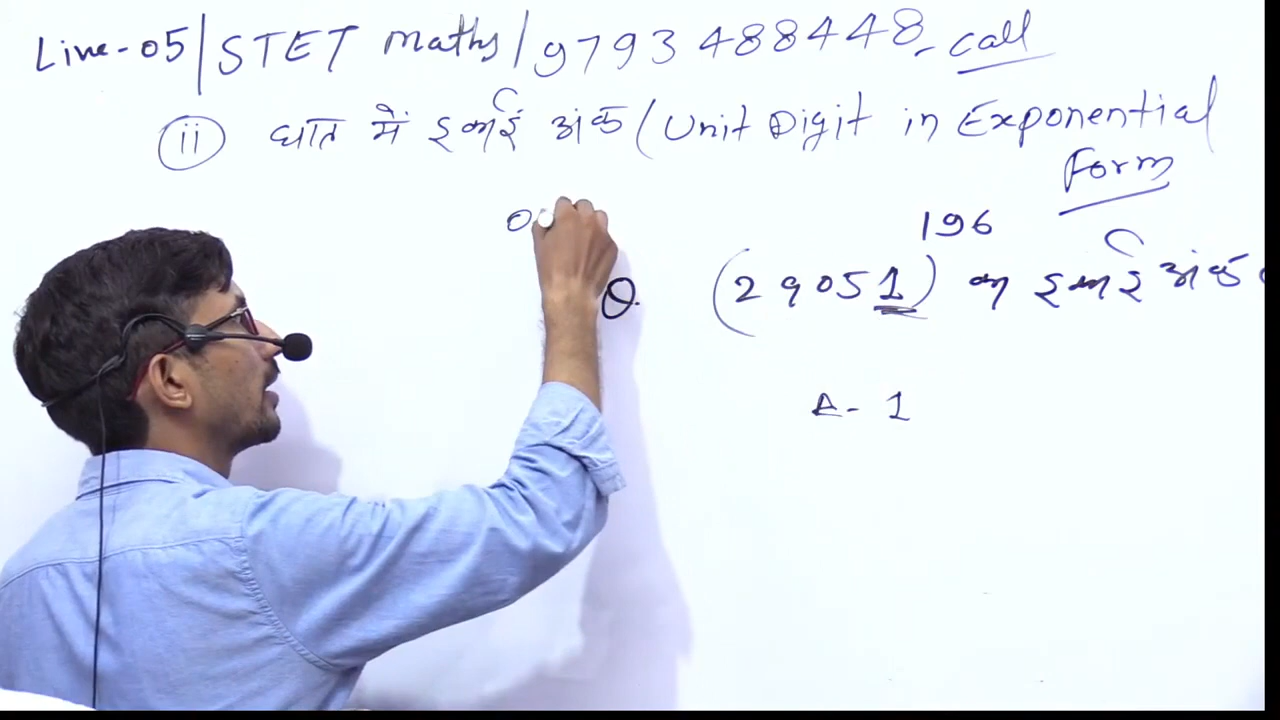 Live-05/STET maths/9793488448-call
(ii) घात में इकाई अंक (Unit Digit in Exponential
Form
196
Q. (29051) का इकाई अंक
A- 1